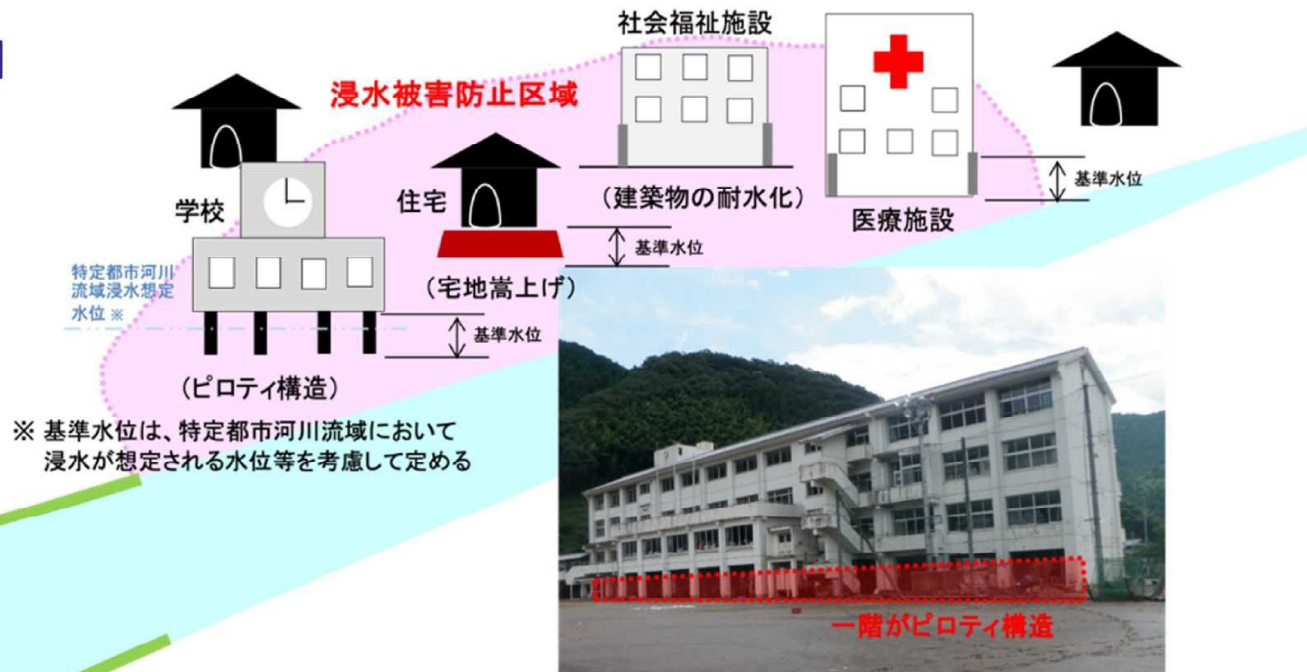 社会福祉施設
浸水被害防止区域
学校
住宅
(建築物の耐水化)
医療施設
基準水位
基準水位
特定都市河川
流域浸水想定
水位 ※
(宅地嵩上げ)
基準水位
(ピロティ構造)
※ 基準水位は、特定都市河川流域において
浸水が想定される水位等を考慮して定める
一階がピロティ構造